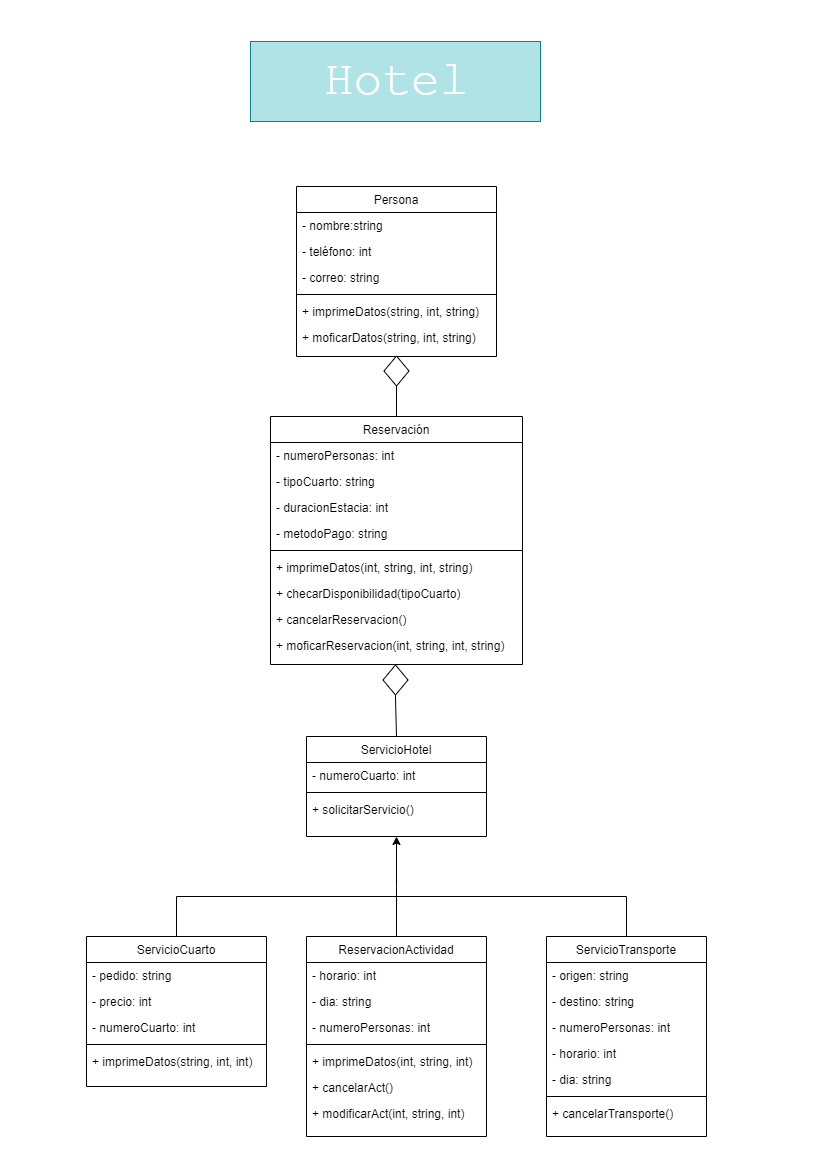 Hotel
Persona
- nombre:string
- teléfono: int
- correo: string
+ imprimeDatos(string, int, string)
+ moficarDatos(string, int, string)
Reservación
- numeroPersonas: int
- tipoCuarto: string
- duracionEstacia: int
- metodoPago: string
+ imprimeDatos(int, string, int, string)
+ checarDisponibilidad(tipoCuarto)
+ cancelarReservacion()
+ moficarReservacion(int, string, int, string)
ServicioHotel
- numeroCuarto: int
+ solicitarServicio()
ServicioCuarto
- pedido: string
- precio: int
- numeroCuarto: int
+ imprimeDatos(string, int, int)
ReservacionActividad
- horario: int
- dia: string
- numeroPersonas: int
+ imprimeDatos(int, string, int)
+ cancelarAct()
+ modificarAct(int, string, int)
ServicioTransporte
- origen: string
- destino: string
- numeroPersonas: int
- horario: int
- dia: string
+ cancelarTransporte()